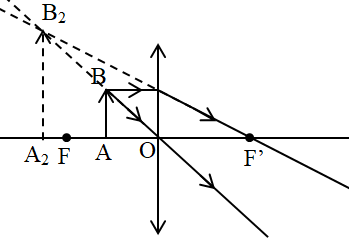 B₂
B
A₂ F A O F’